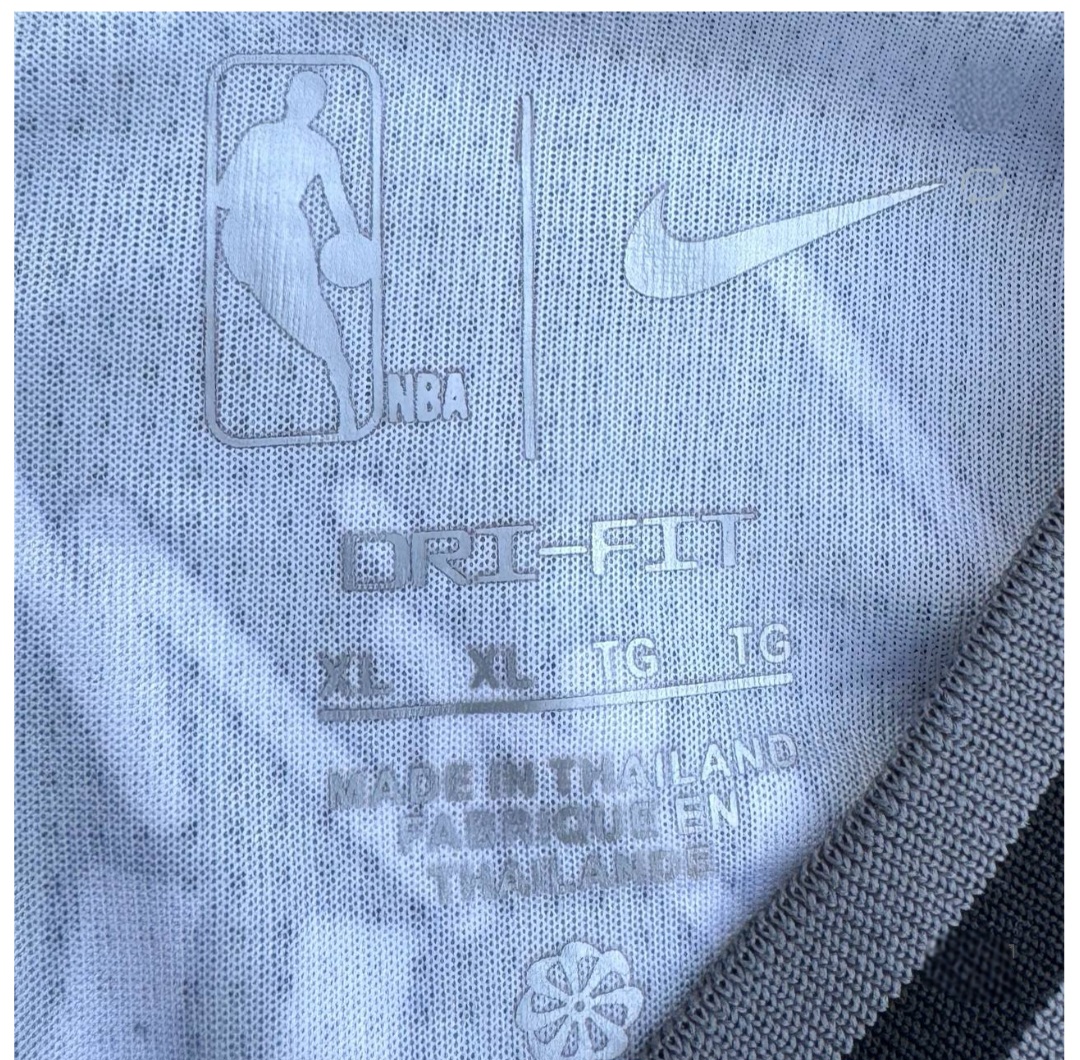 NBA
DRI-FIT
XL XL TG TG
MADE IN THAILAND
FABRIQUE EN
THAILANDE